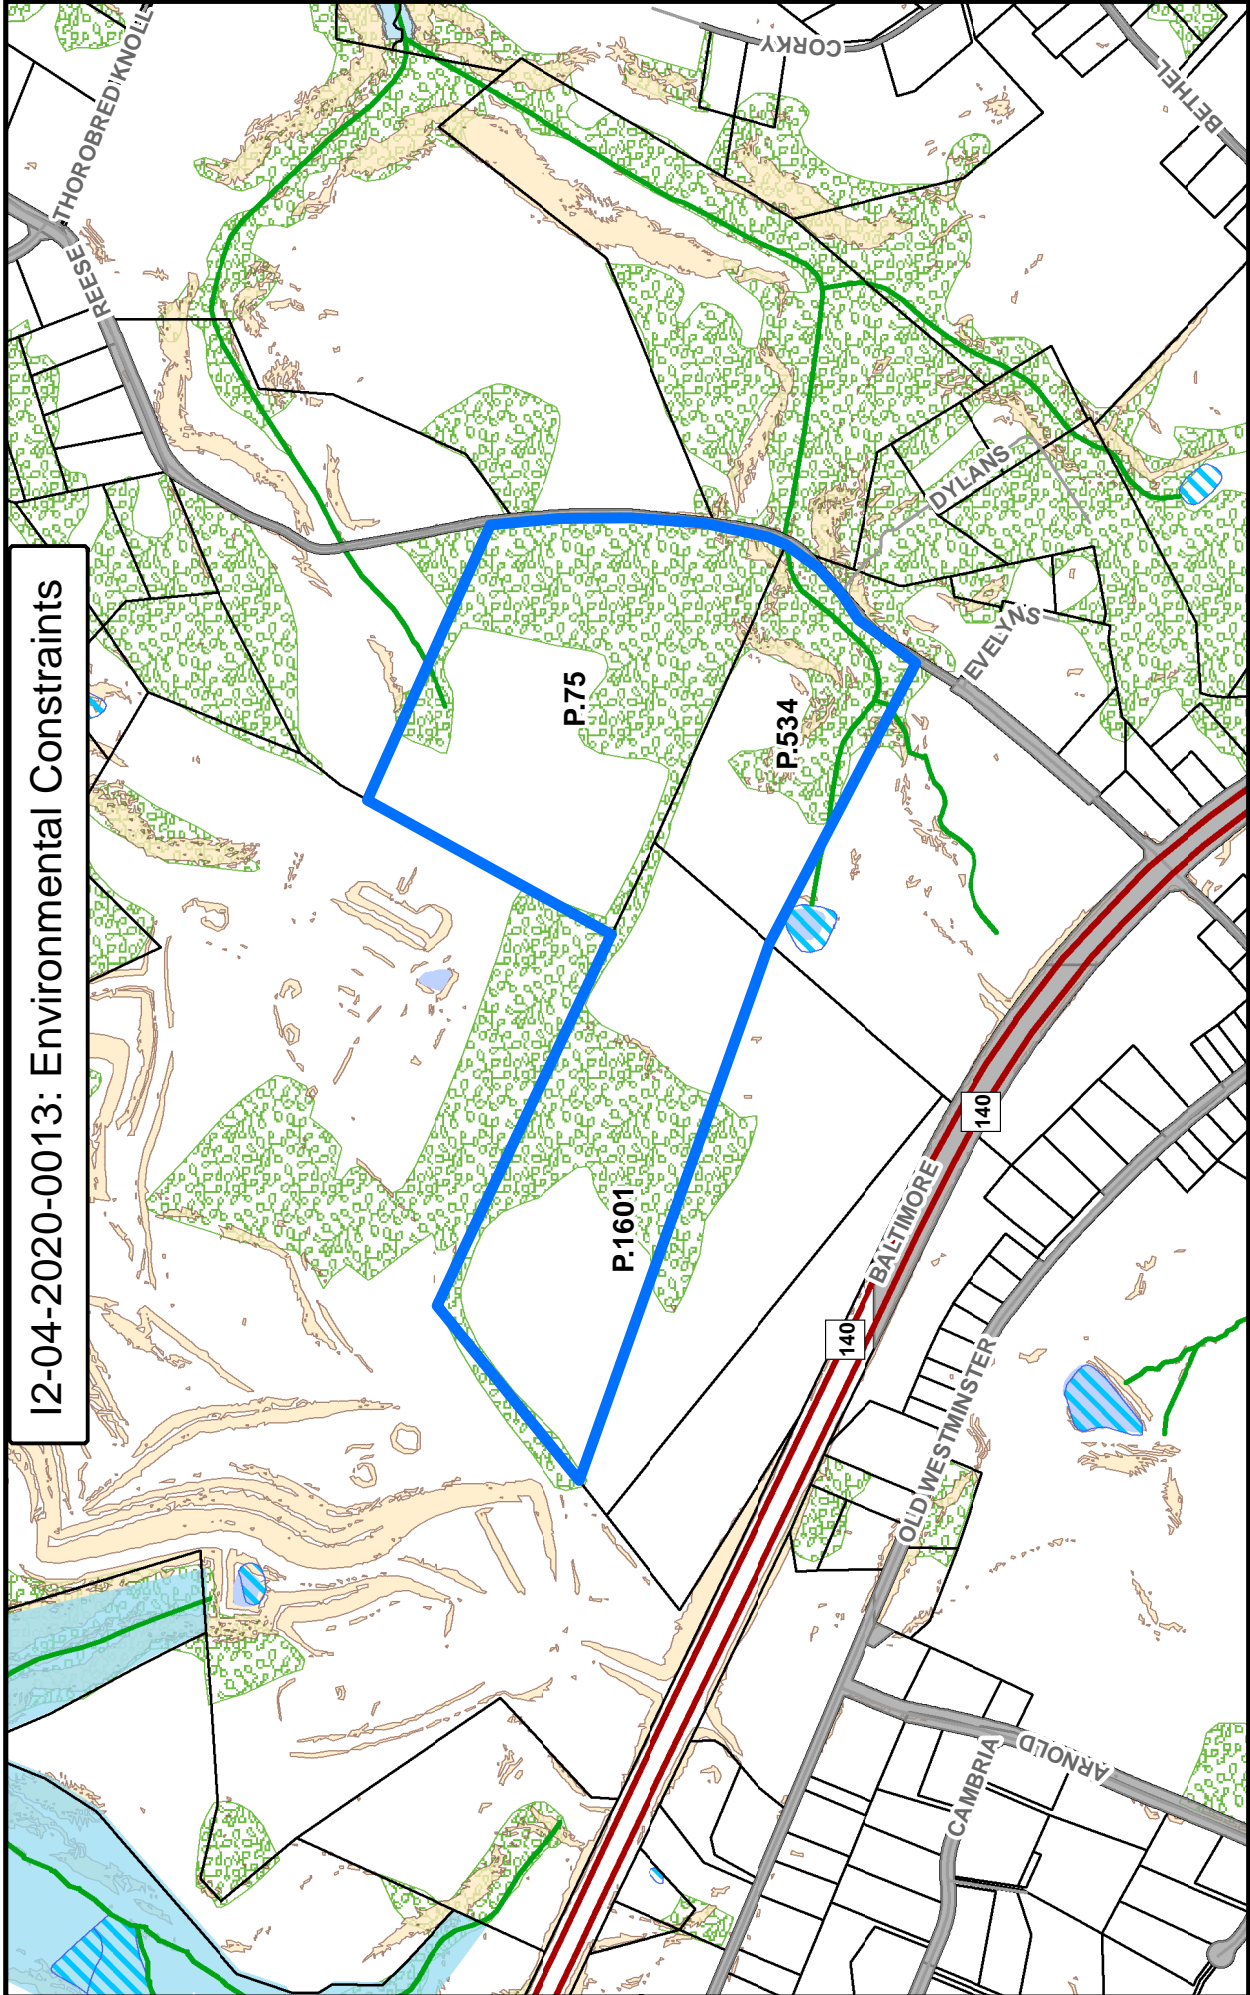 I2-04-2020-0013: Environmental Constraints
THOROBRED KNOLL
REESE
CORKY
BETHEL
DYLANS
EVELYN'S
P.75
P.534
P.1601
140
BALTIMORE
140
OLD WESTMINSTER
CAMBRIA
ARNOLD